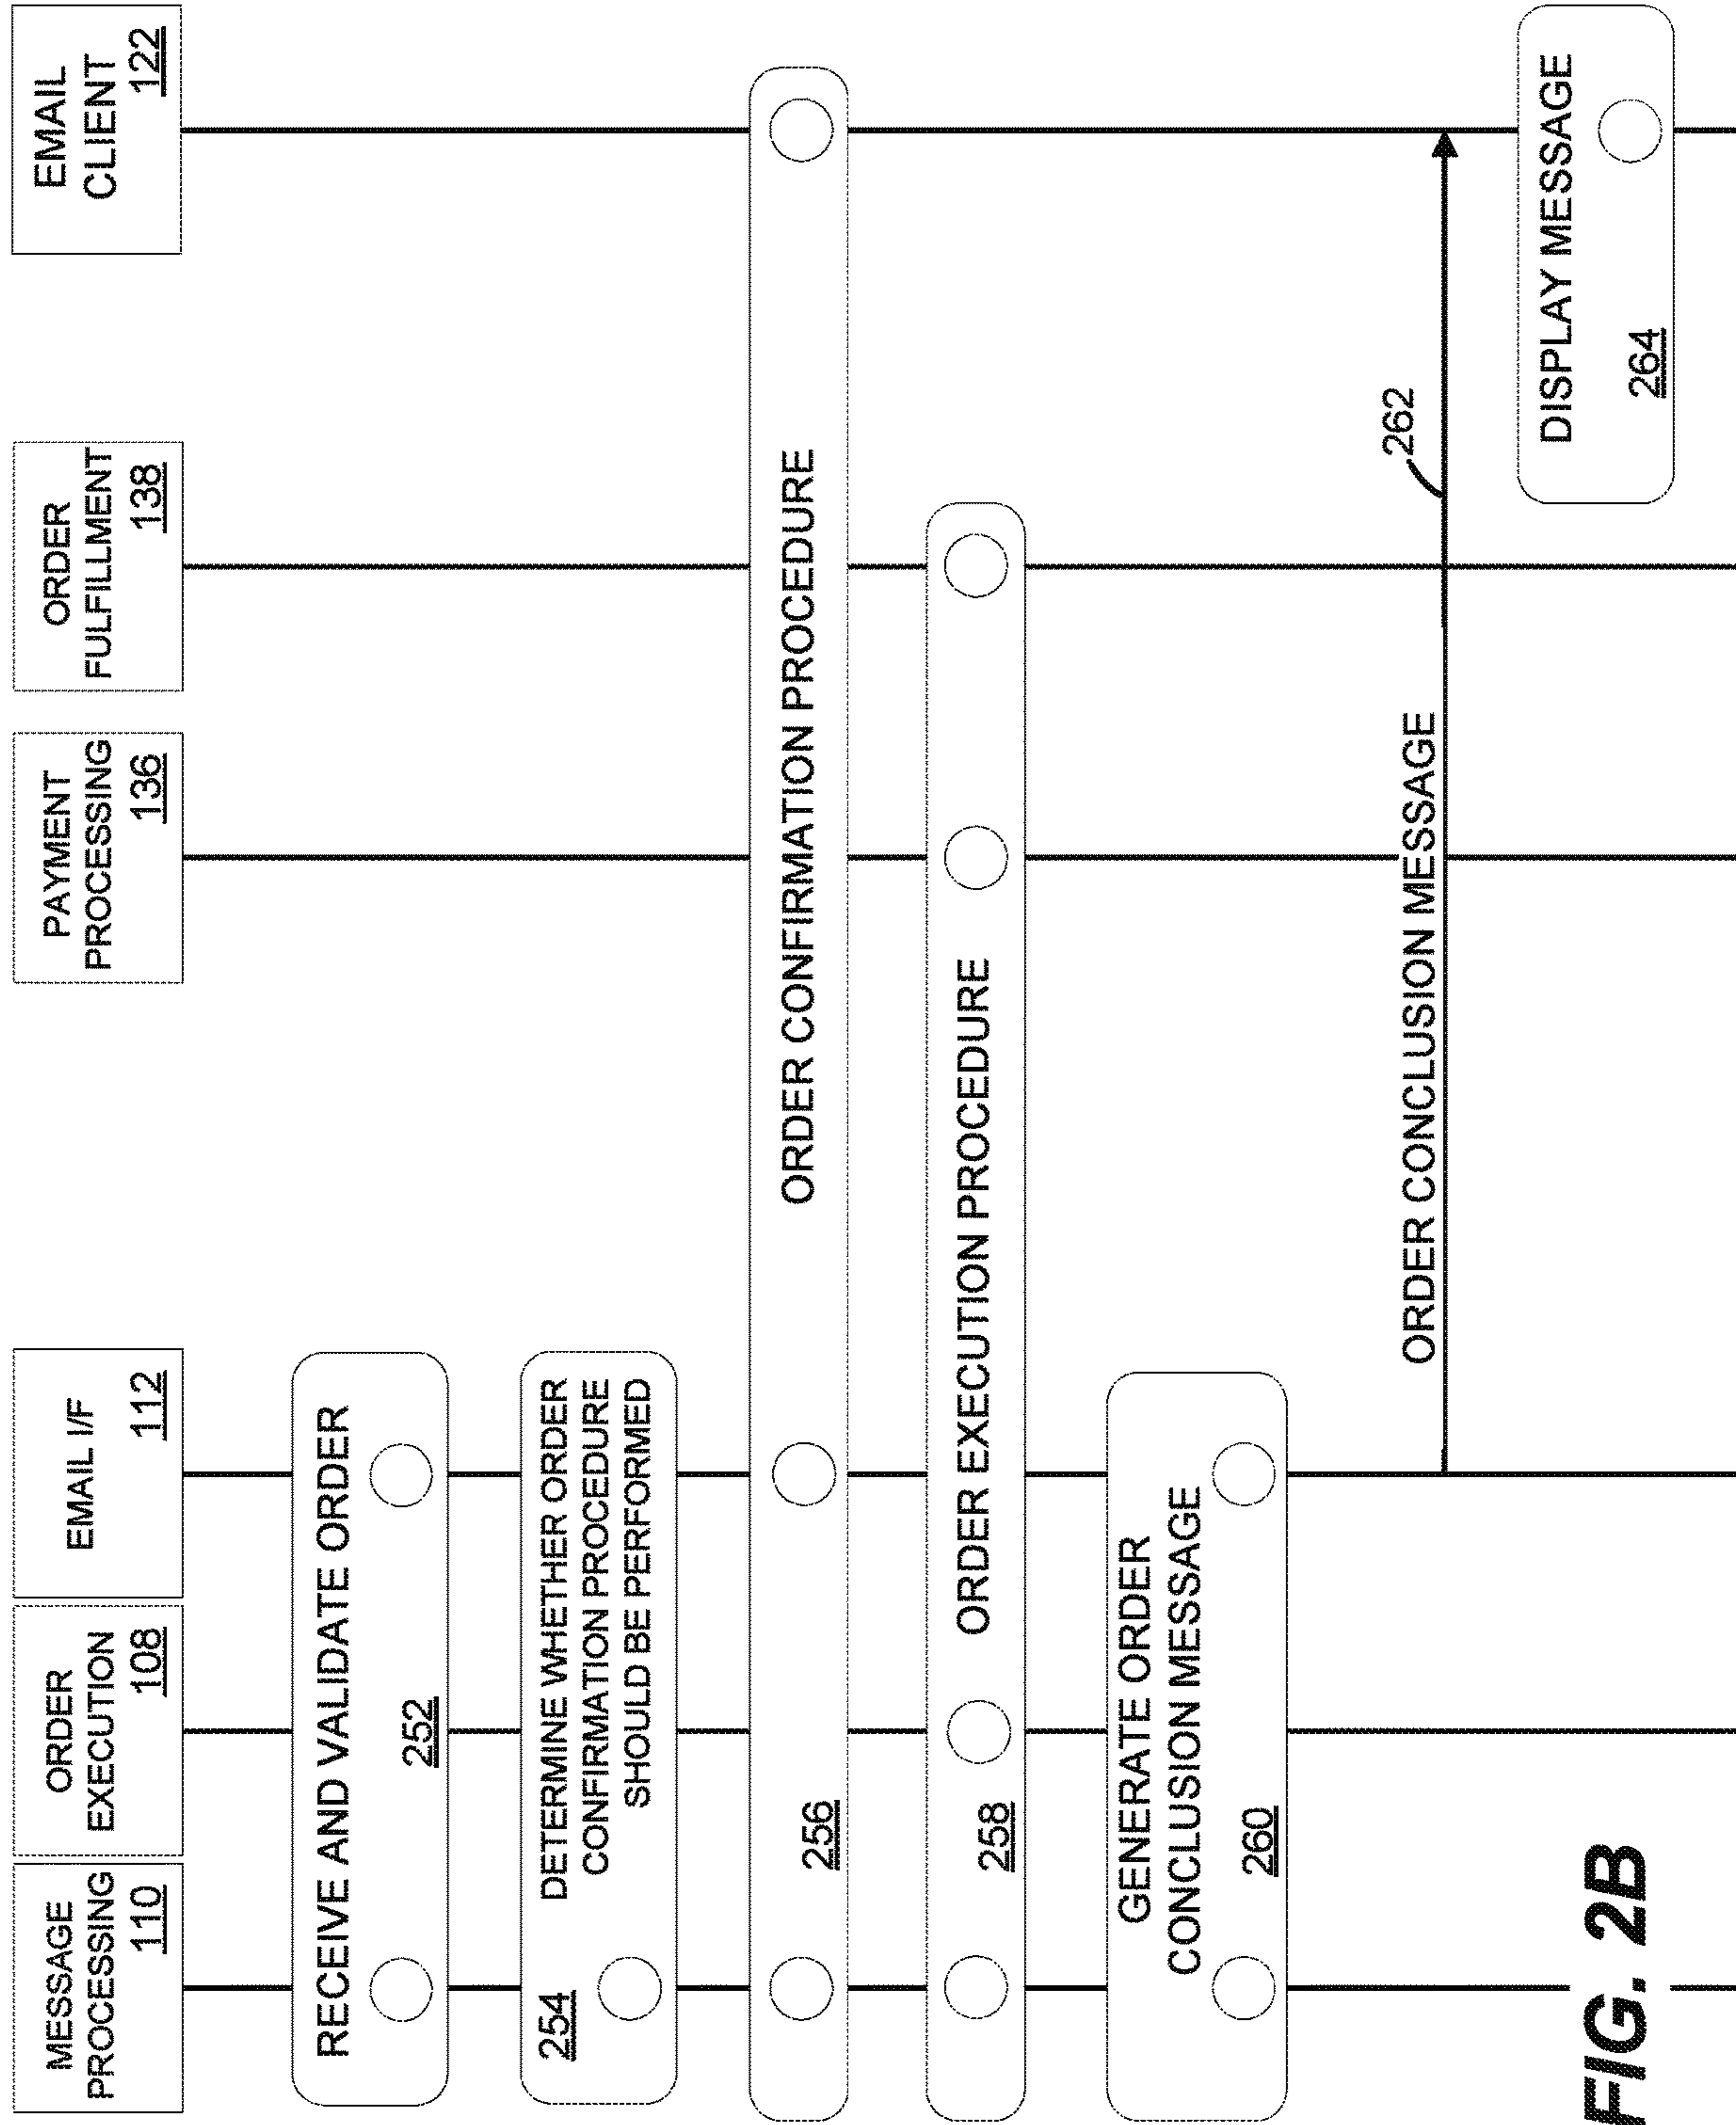 MESSAGE
PROCESSING
110
ORDER
EXECUTION
108
EMAIL I/F
112
PAYMENT
PROCESSING
136
ORDER
FULFILLMENT
138
EMAIL
CLIENT
122
RECEIVE AND VALIDATE ORDER
252
254
DETERMINE WHETHER ORDER
CONFIRMATION PROCEDURE
SHOULD BE PERFORMED
ORDER CONFIRMATION PROCEDURE
256
ORDER EXECUTION PROCEDURE
258
GENERATE ORDER
CONCLUSION MESSAGE
260
ORDER CONCLUSION MESSAGE
262
DISPLAY MESSAGE
264
FIG. 2B